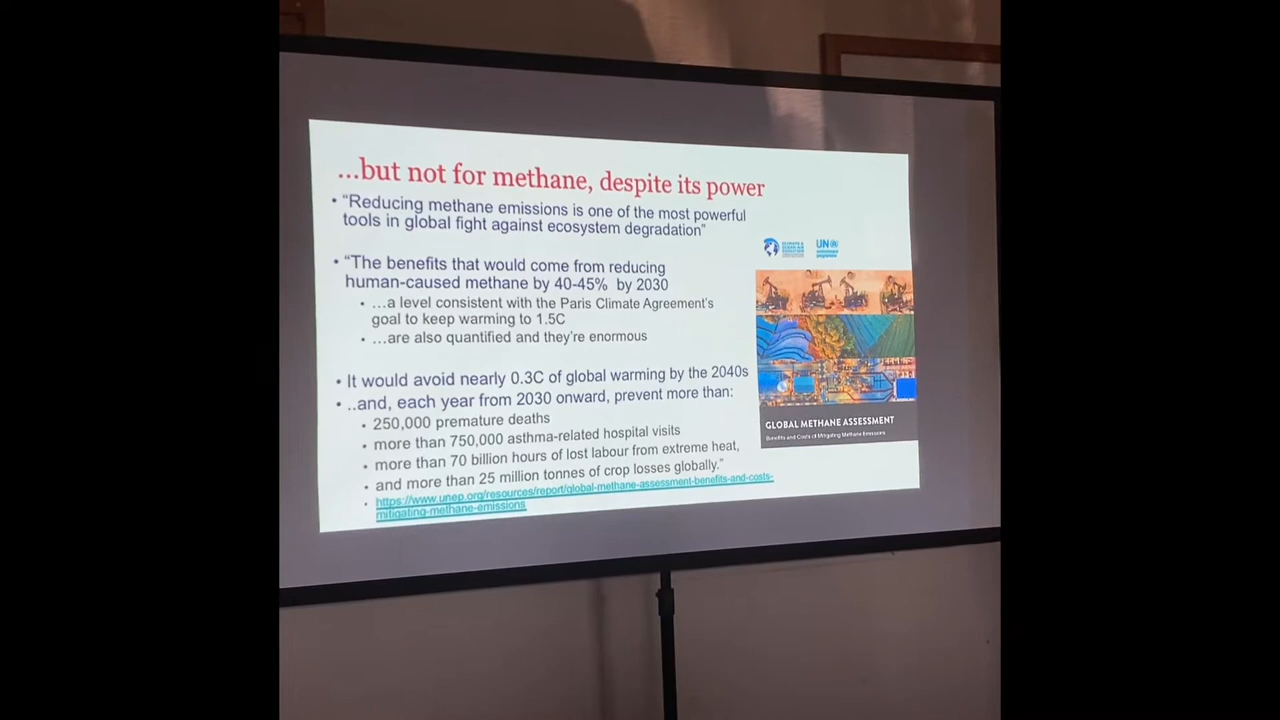 ...but not for methane, despite its power
• “Reducing methane emissions is one of the most powerful
tools in global fight against ecosystem degradation”
• “The benefits that would come from reducing
human-caused methane by 40-45% by 2030
• ...a level consistent with the Paris Climate Agreement's
goal to keep warming to 1.5C
• ...are also quantified and they're enormous
• It would avoid nearly 0.3C of global warming by the 2040s
• ..and, each year from 2030 onward, prevent more than:
• 250,000 premature deaths
• more than 750,000 asthma-related hospital visits
• more than 70 billion hours of lost labour from extreme heat,
• and more than 25 million tonnes of crop losses globally.”
• https://www.unep.org/resources/report/global-methane-assessment-benefits-and-costs-
mitigating-methane-emissions
CLIMATE &
CLEAN AIR
COALITION
UN
environment
programme
GLOBAL METHANE ASSESSMENT
Benefits and Costs of Mitigating Methane Emissions